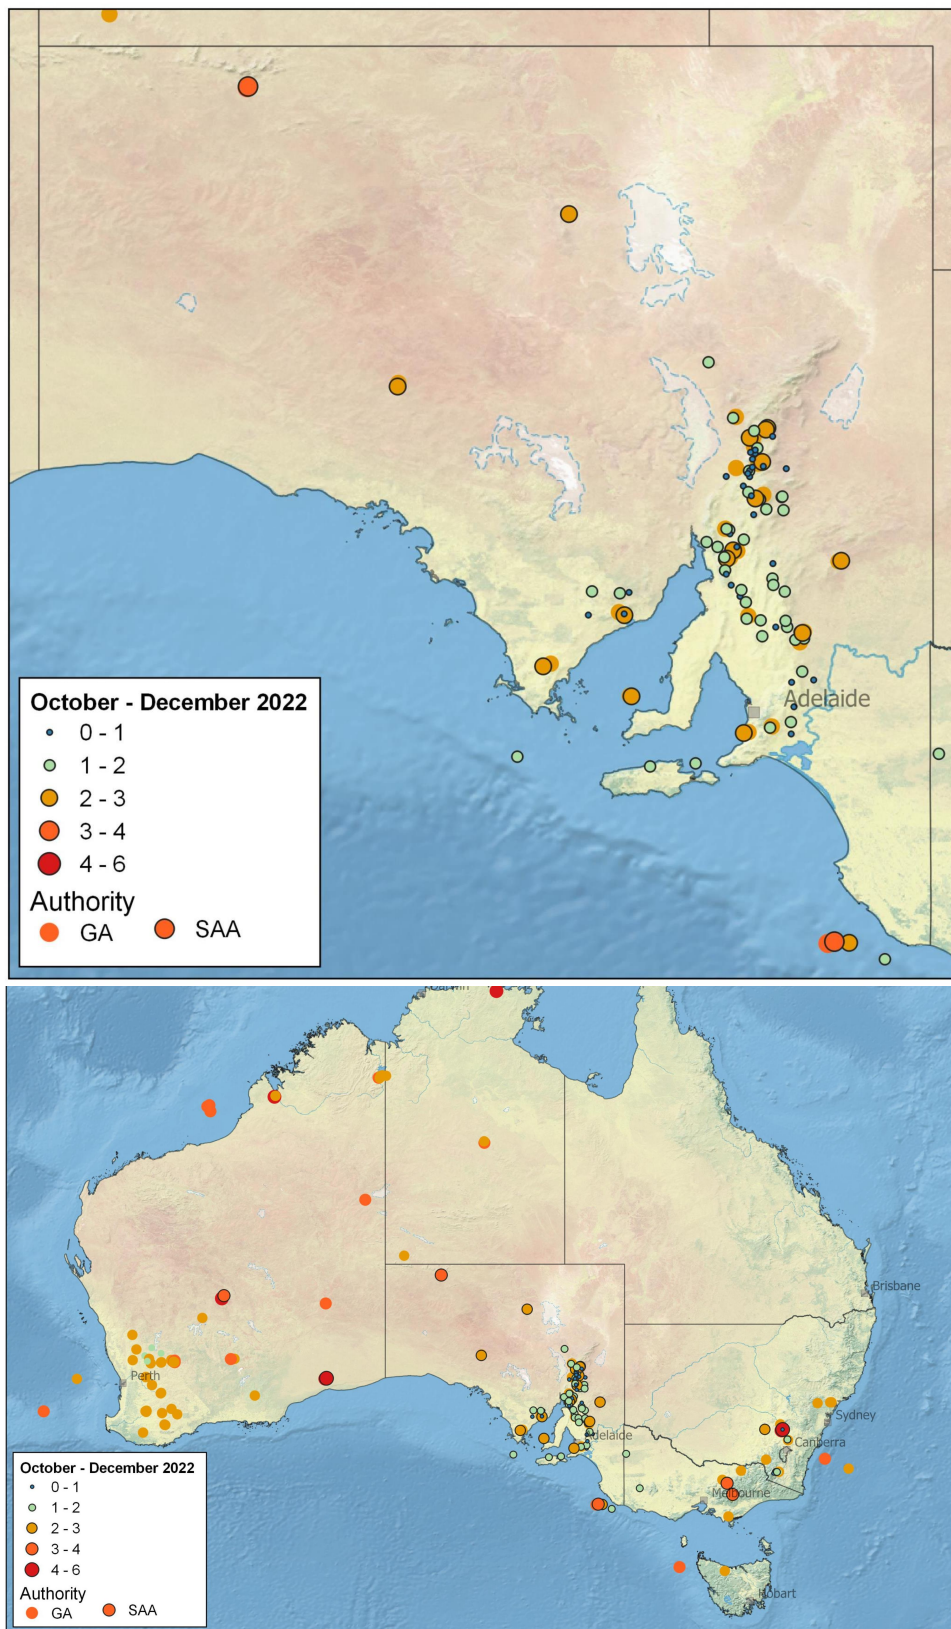 Adelaide
October - December 2022
0 - 1
1 - 2
2 - 3
3 - 4
4 - 6
Authority
GA SAA
Darwin
Brisbane
Perth
Sydney
Adelaide
Canberra
October - December 2022
0 - 1
1 - 2
2 - 3
3 - 4
4 - 6
Authority
GA SAA
Melbourne
Hobart